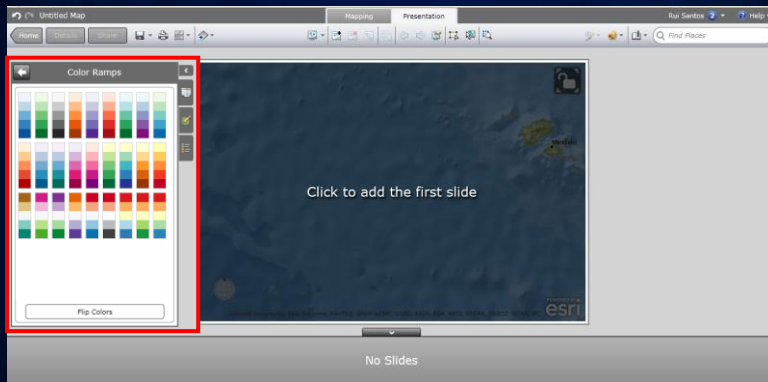 Untitled Map
Mapping
Presentation
Rui Santos 2
Help
Home
Details
Share
Find Places
Color Ramps
Flip Colors
Click to add the first slide
esri
No Slides